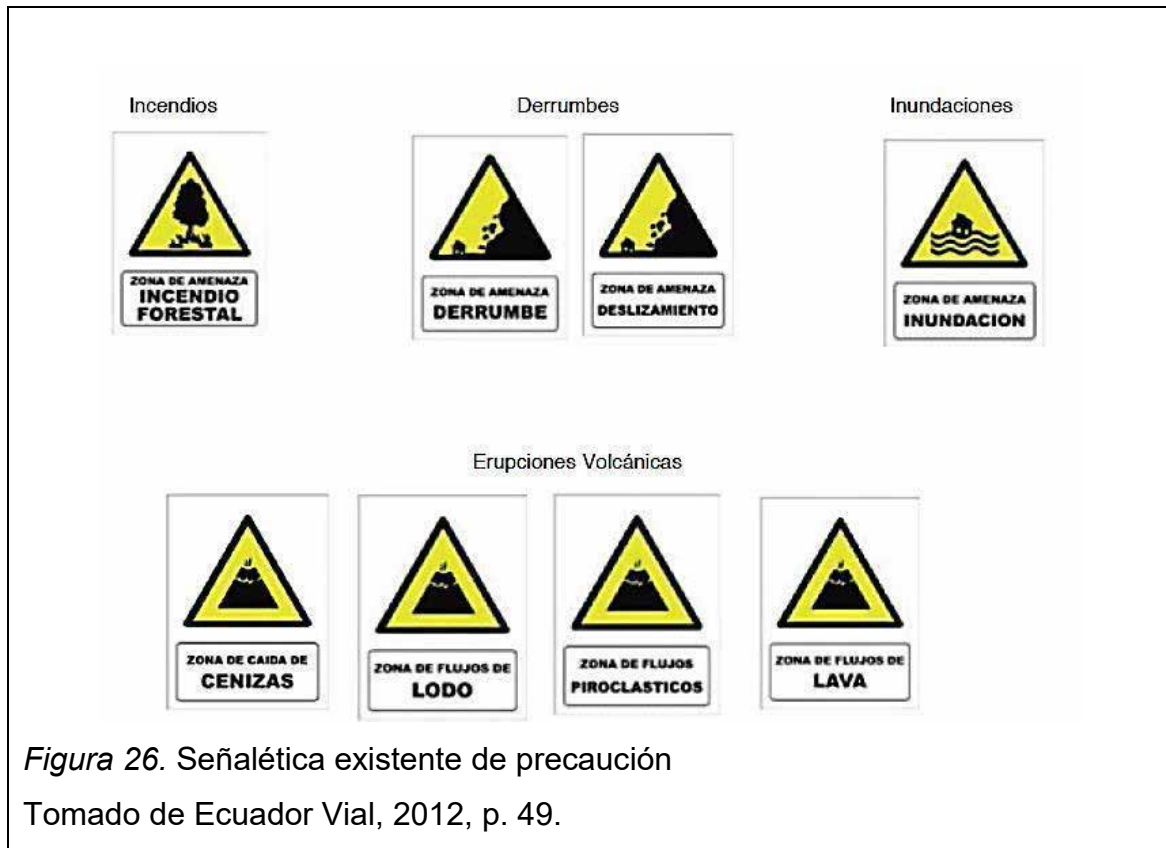 Incendios
Derrumbes
Inundaciones
ZONA DE AMENAZA
INCENDIO
FORESTAL
ZONA DE AMENAZA
DERRUMBE
ZONA DE AMENAZA
DESLIZAMIENTO
ZONA DE AMENAZA
INUNDACION
Erupciones Volcánicas
ZONA DE CAIDA DE
CENIZAS
ZONA DE FLUJOS DE
LODO
ZONA DE FLUJOS
PIROCLASTICOS
ZONA DE FLUJOS DE
LAVA
Figura 26. Señalética existente de precaución
Tomado de Ecuador Vial, 2012, p. 49.